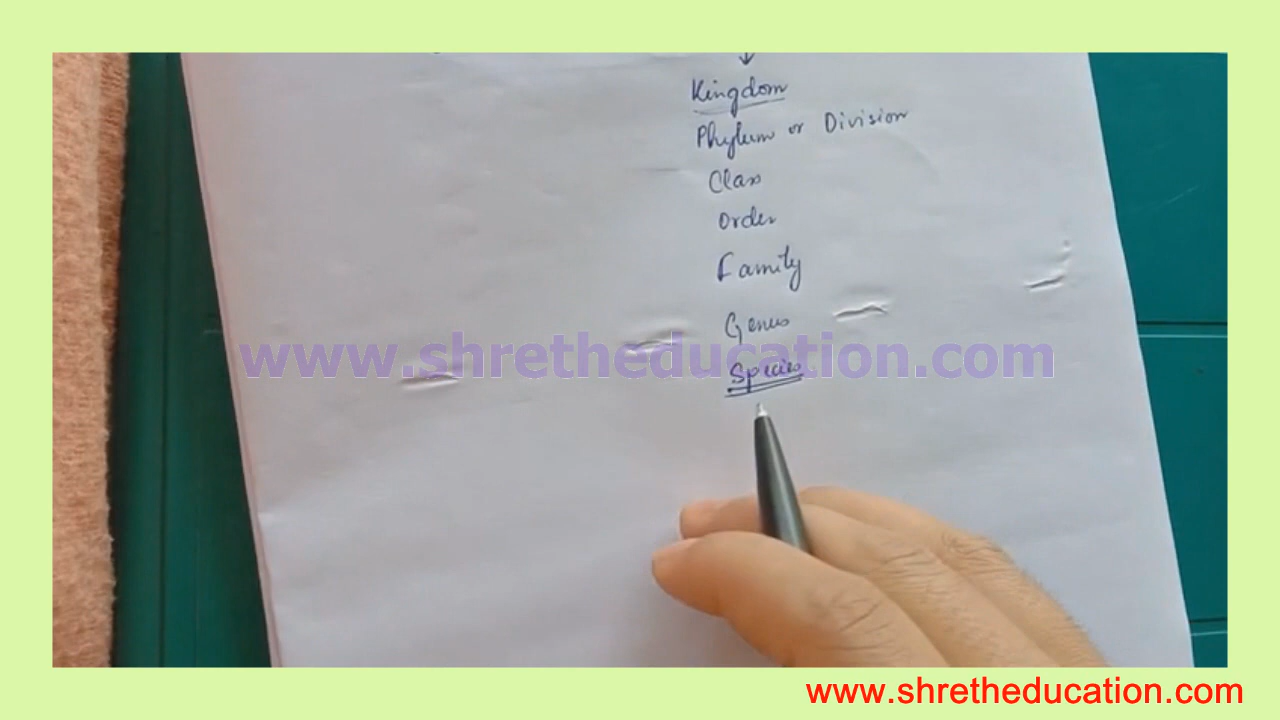 Kingdom
Phylum or Division
Class
Order
Family
Genus
www.shretheducation.com
Species
www.shretheducation.com